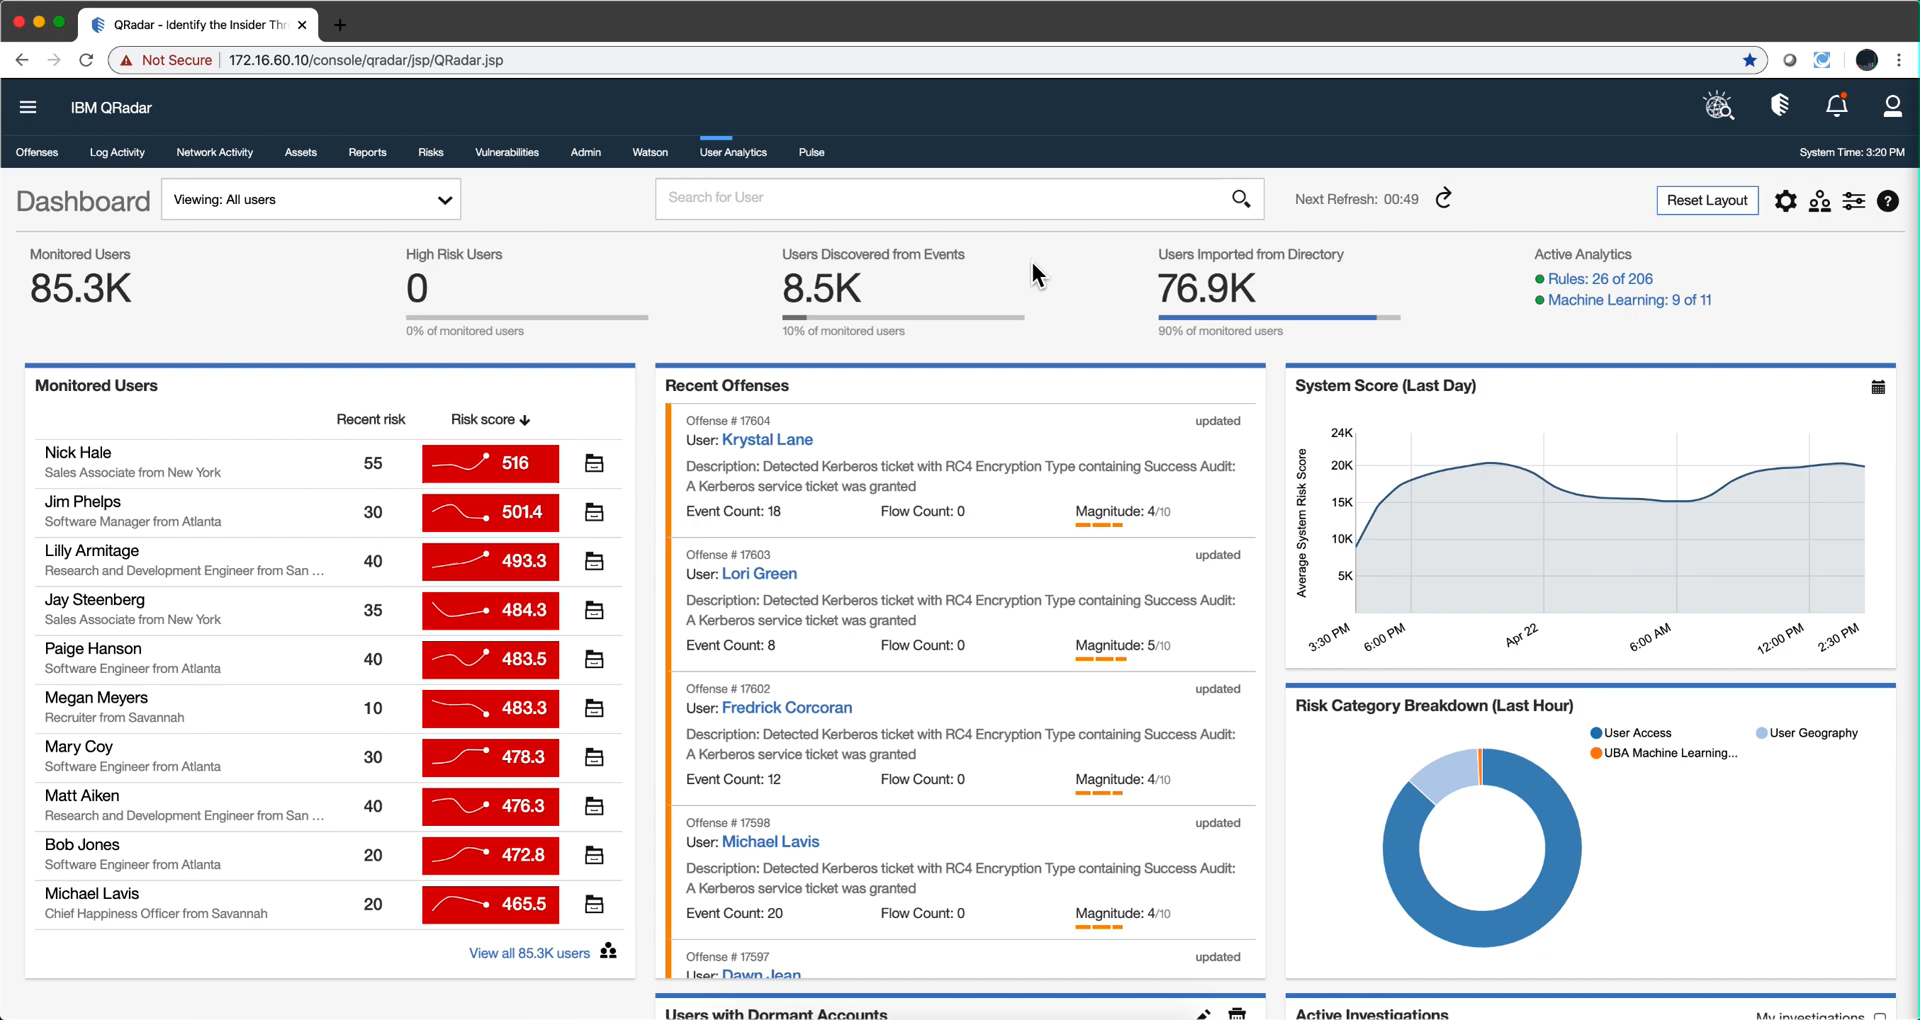 QRadar - Identify the Insider Thr
Not Secure 172.16.60.10/console/qradar/jsp/QRadar.jsp
IBM QRadar
Offenses Log Activity Network Activity Assets Reports Risks Vulnerabilities Admin Watson User Analytics Pulse System Time: 3:20 PM
Dashboard Viewing: All users Search for User Next Refresh: 00:49 Reset Layout ?
Monitored Users
85.3K
High Risk Users
0
0% of monitored users
Users Discovered from Events
8.5K
10% of monitored users
Users Imported from Directory
76.9K
90% of monitored users
Active Analytics
Rules: 26 of 206
Machine Learning: 9 of 11
Monitored Users
Recent risk Risk score
Nick Hale
Sales Associate from New York
55 516
Jim Phelps
Software Manager from Atlanta
30 501.4
Lilly Armitage
Research and Development Engineer from San ...
40 493.3
Jay Steenberg
Sales Associate from New York
35 484.3
Paige Hanson
Software Engineer from Atlanta
40 483.5
Megan Meyers
Recruiter from Savannah
10 483.3
Mary Coy
Software Engineer from Atlanta
30 478.3
Matt Aiken
Research and Development Engineer from San ...
40 476.3
Bob Jones
Software Engineer from Atlanta
20 472.8
Michael Lavis
Chief Happiness Officer from Savannah
20 465.5
View all 85.3K users
Recent Offenses
Offense # 17604 updated
User: Krystal Lane
Description: Detected Kerberos ticket with RC4 Encryption Type containing Success Audit:
A Kerberos service ticket was granted
Event Count: 18 Flow Count: 0 Magnitude: 4/10
Offense # 17603 updated
User: Lori Green
Description: Detected Kerberos ticket with RC4 Encryption Type containing Success Audit:
A Kerberos service ticket was granted
Event Count: 8 Flow Count: 0 Magnitude: 5/10
Offense # 17602 updated
User: Fredrick Corcoran
Description: Detected Kerberos ticket with RC4 Encryption Type containing Success Audit:
A Kerberos service ticket was granted
Event Count: 12 Flow Count: 0 Magnitude: 4/10
Offense # 17598 updated
User: Michael Lavis
Description: Detected Kerberos ticket with RC4 Encryption Type containing Success Audit:
A Kerberos service ticket was granted
Event Count: 20 Flow Count: 0 Magnitude: 4/10
Offense # 17597 updated
User: Dawn Jean
Users with Dormant Accounts
System Score (Last Day)
Average System Risk Score
24K
20K
15K
10K
5K
3:30 PM 6:00 PM Apr 22 6:00 AM 12:00 PM 2:30 PM
Risk Category Breakdown (Last Hour)
User Access User Geography
UBA Machine Learning...
Active Investigations My investigations